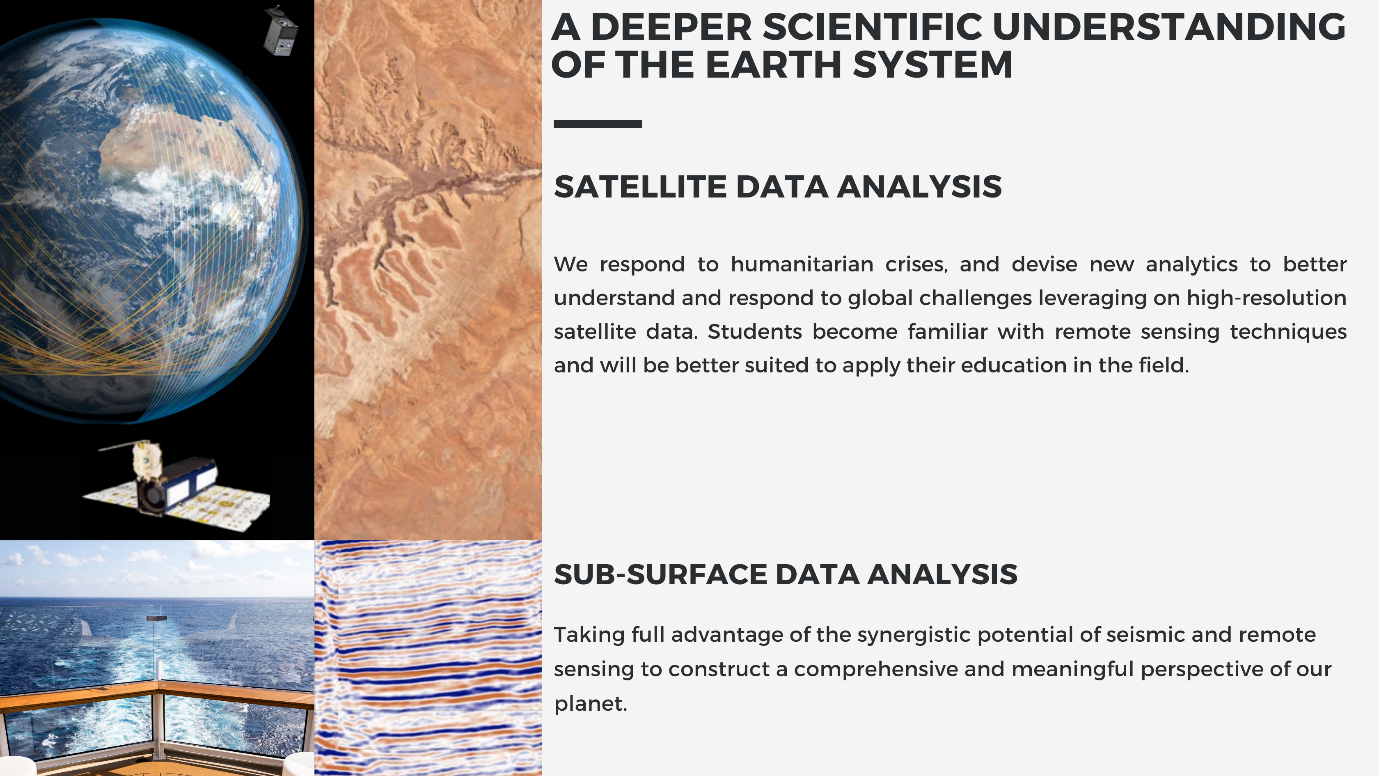 A DEEPER SCIENTIFIC UNDERSTANDING
OF THE EARTH SYSTEM
SATELLITE DATA ANALYSIS
We respond to humanitarian crises, and devise new analytics to better
understand and respond to global challenges leveraging on high-resolution
satellite data. Students become familiar with remote sensing techniques
and will be better suited to apply their education in the field.
SUB-SURFACE DATA ANALYSIS
Taking full advantage of the synergistic potential of seismic and remote
sensing to construct a comprehensive and meaningful perspective of our
planet.